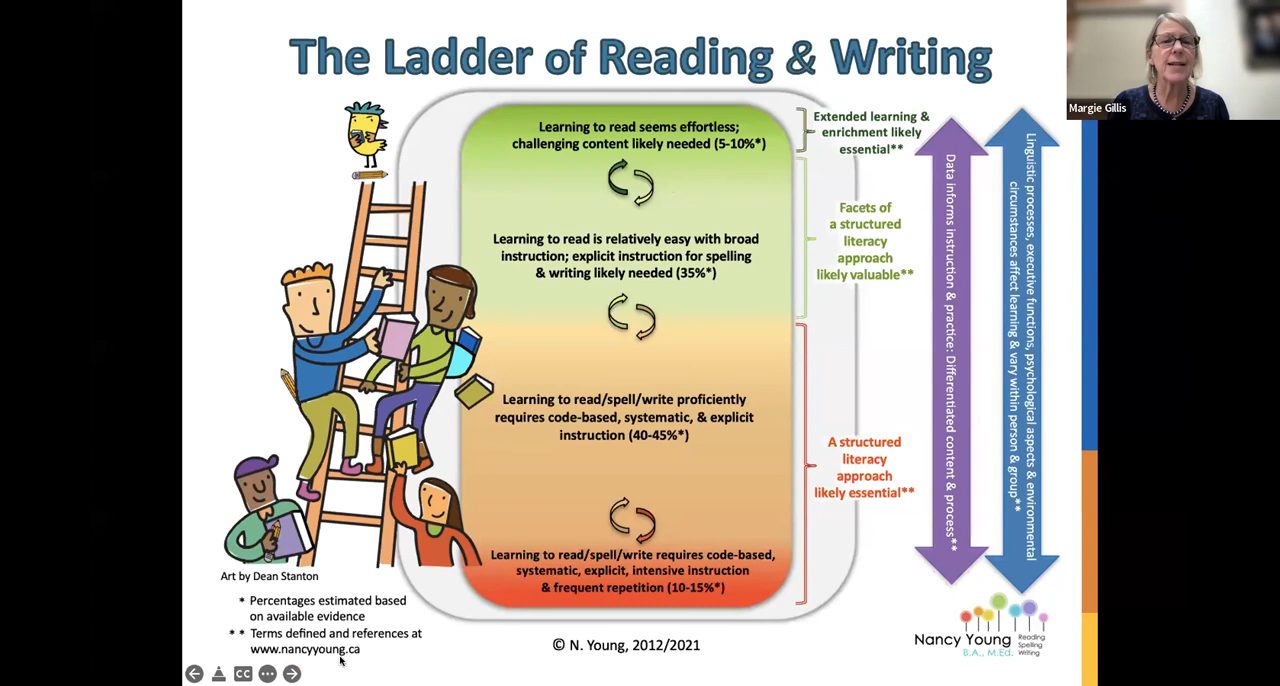 The Ladder of Reading & Writing
Margie Gillis
Learning to read seems effortless;
challenging content likely needed (5-10%*)
Learning to read is relatively easy with broad
instruction; explicit instruction for spelling
& writing likely needed (35%*)
Learning to read/spell/write proficiently
requires code-based, systematic, & explicit
instruction (40-45%*)
Learning to read/spell/write requires code-based,
systematic, explicit, intensive instruction
& frequent repetition (10-15%*)
Extended learning &
enrichment likely
essential**
Facets of
a structured
literacy
approach
likely valuable**
A structured
literacy
approach
likely essential**
Data informs instruction & practice: Differentiated content & process**
Linguistic processes, executive functions, psychological aspects & environmental
circumstances affect learning & vary within person & group**
Art by Dean Stanton
* Percentages estimated based
on available evidence
** Terms defined and references at
www.nancyyoung.ca
© N. Young, 2012/2021
Nancy Young
B.A., M.Ed.
Reading
Spelling
Writing
CC